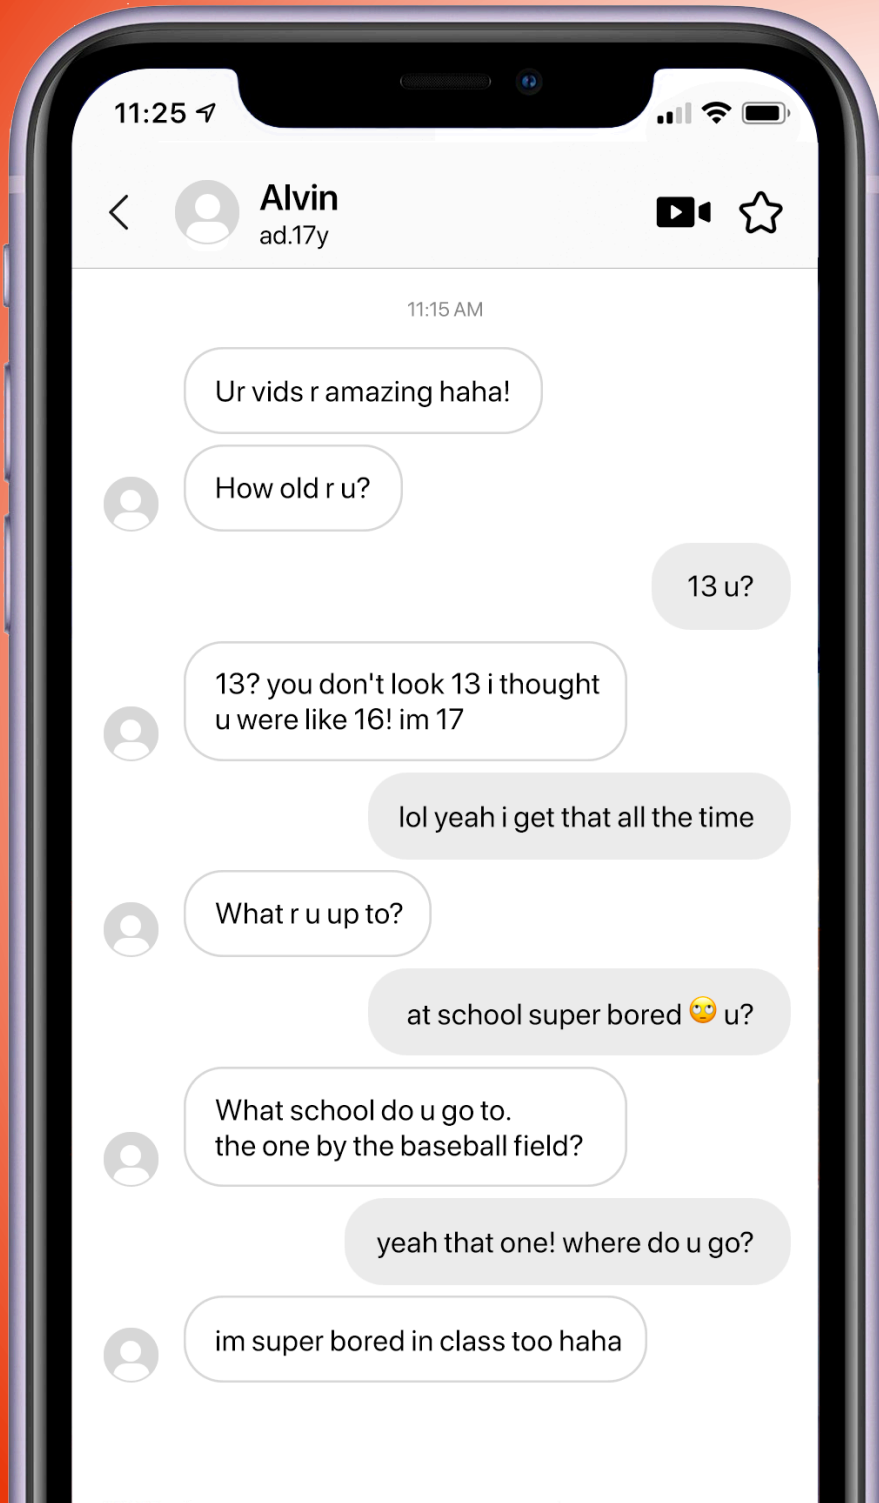 11:25
Alvin
ad.17y
11:15 AM
Ur vids r amazing haha!
How old r u?
13 u?
13? you don't look 13 i thought
u were like 16! im 17
lol yeah i get that all the time
What r u up to?
at school super bored 🙄 u?
What school do u go to.
the one by the baseball field?
yeah that one! where do u go?
im super bored in class too haha